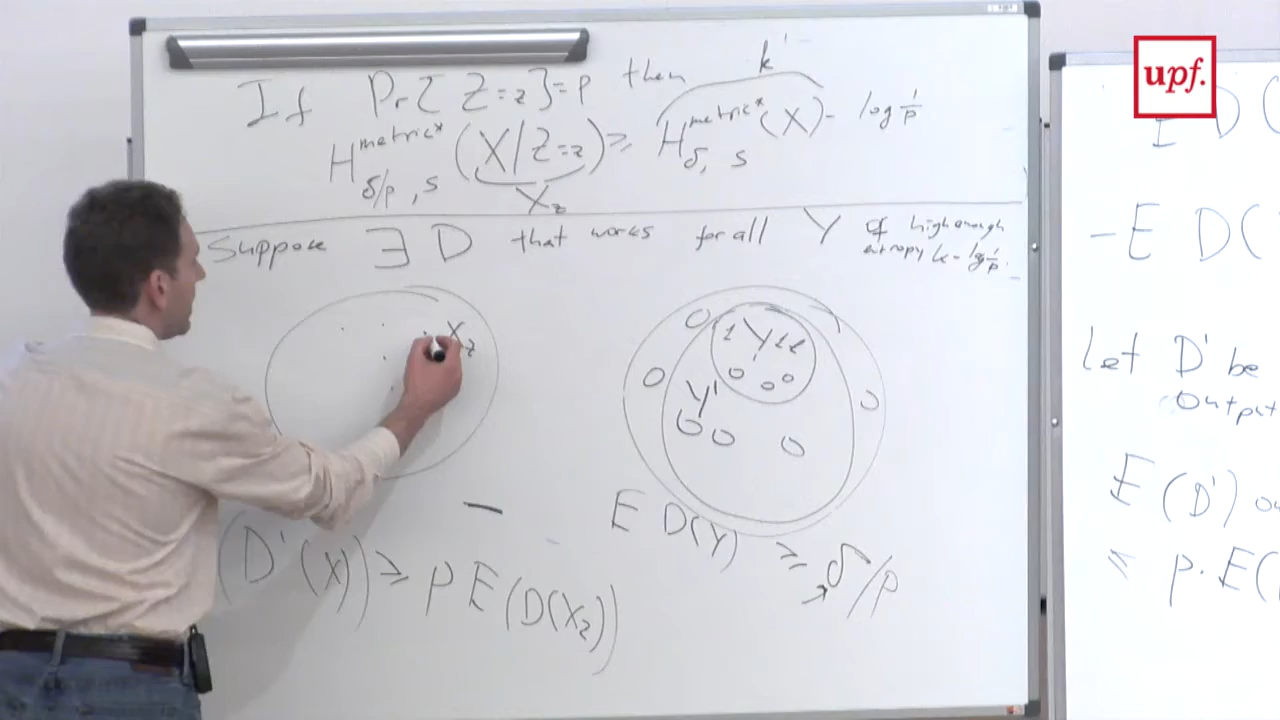 If Pr[Z=z]=p then k'
H^metric*_δ/p, s (X|Z=z) ≥ H^metric*_δ, s (X) - log 1/p
X_z
Suppose ∃ D that works for all Y of high enough
entropy k - log 1/p.
X_z
0 1 Y 1 1
0 0 0 0
Y' 0
0 0 0
E D(Y) ≥ δ/p
(D'(X)) ≥ p E(D(X_z))
upf.
D(
-E D(
Let D' be
output
E(D')
≤ p. E(